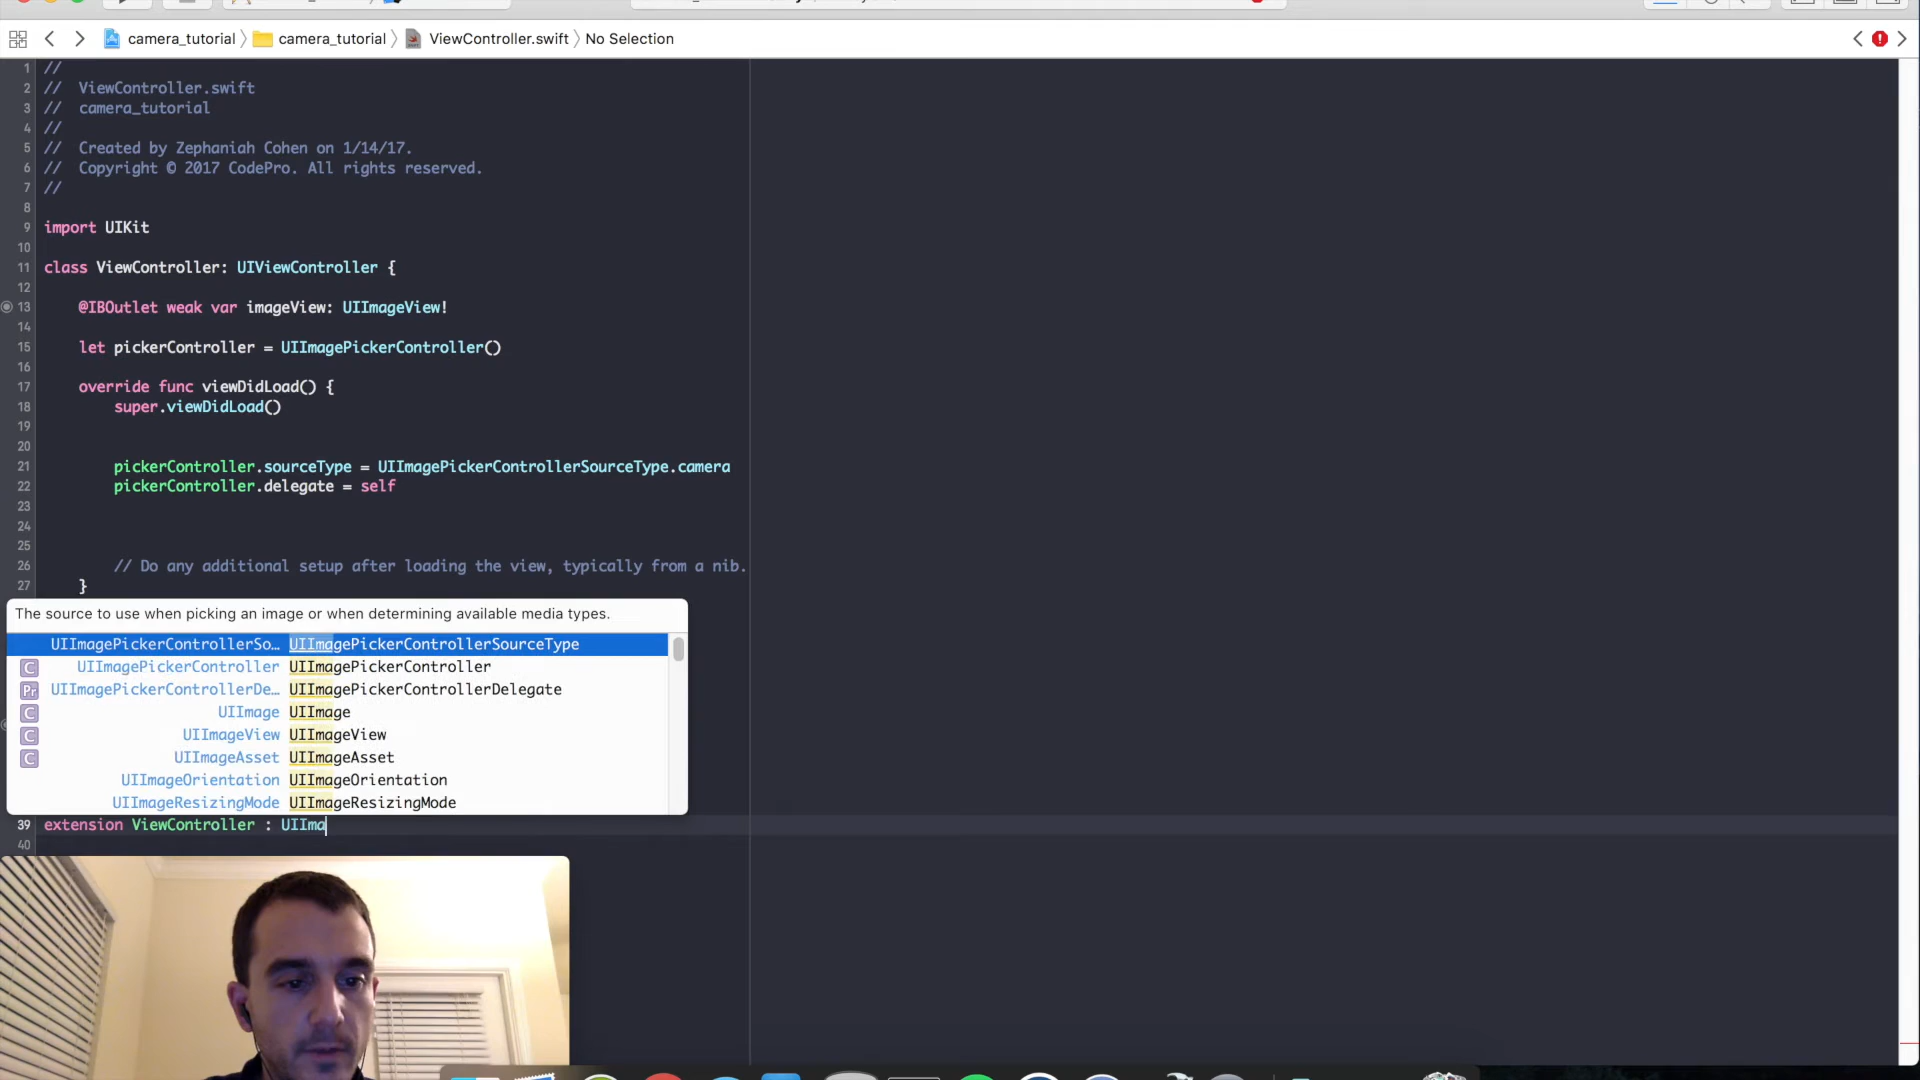 camera_tutorial
camera_tutorial
ViewController.swift
No Selection
1 //
2 // ViewController.swift
3 // camera_tutorial
4 //
5 // Created by Zephaniah Cohen on 1/14/17.
6 // Copyright © 2017 CodePro. All rights reserved.
7 //
8
9 import UIKit
10
11 class ViewController: UIViewController {
12
13 @IBOutlet weak var imageView: UIImageView!
14
15 let pickerController = UIImagePickerController()
16
17 override func viewDidLoad() {
18 super.viewDidLoad()
19
20
21 pickerController.sourceType = UIImagePickerControllerSourceType.camera
22 pickerController.delegate = self
23
24
25
26 // Do any additional setup after loading the view, typically from a nib.
27 }
The source to use when picking an image or when determining available media types.
UIImagePickerControllerSo… UIImagePickerControllerSourceType
C UIImagePickerController UIImagePickerController
Pr UIImagePickerControllerDe… UIImagePickerControllerDelegate
C UIImage UIImage
C UIImageView UIImageView
C UIImageAsset UIImageAsset
UIImageOrientation UIImageOrientation
UIImageResizingMode UIImageResizingMode
39 extension ViewController : UIIma
40